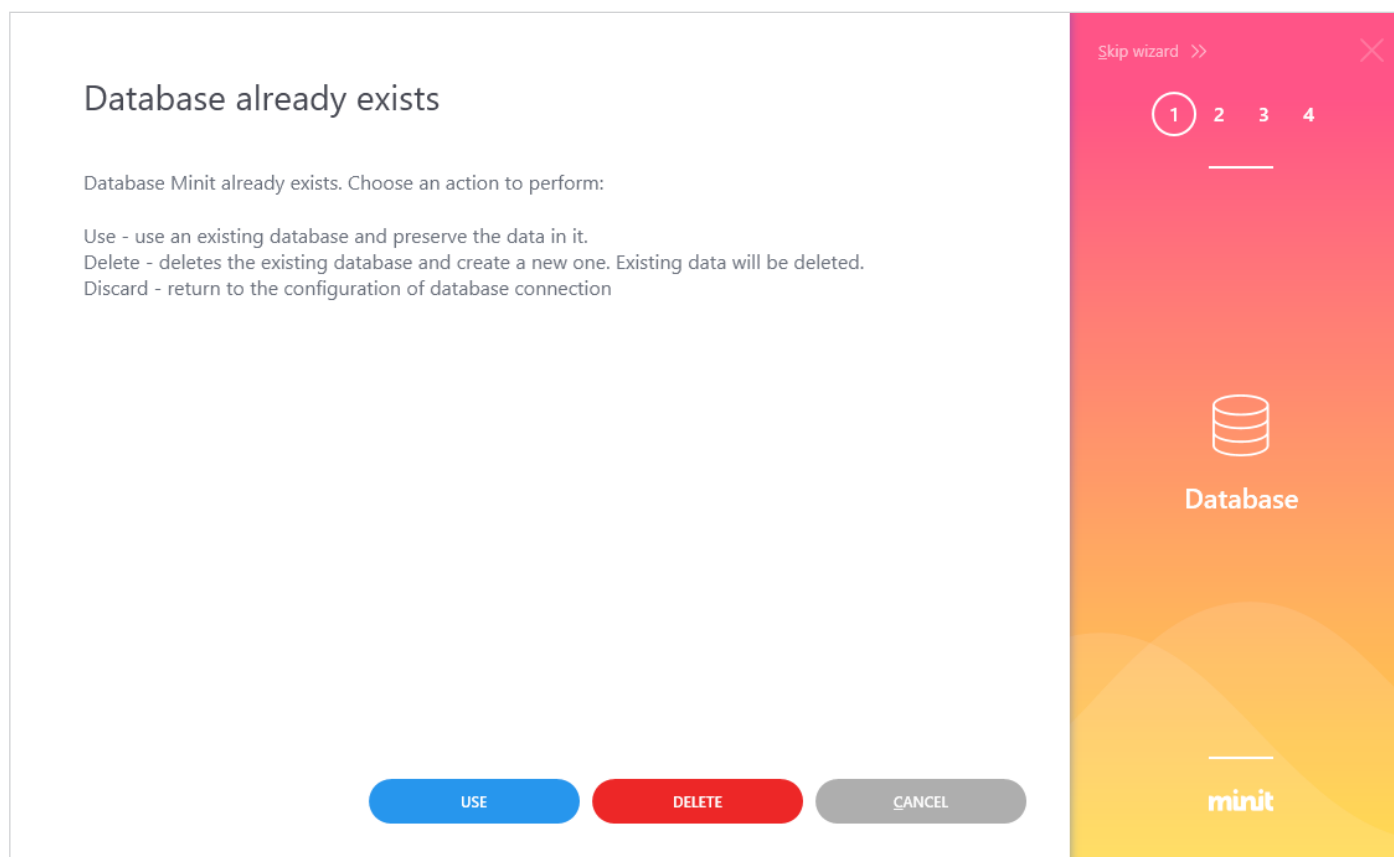 Database already exists
Database Minit already exists. Choose an action to perform:
Use - use an existing database and preserve the data in it.
Delete - deletes the existing database and create a new one. Existing data will be deleted.
Discard - return to the configuration of database connection
USE
DELETE
CANCEL
Skip wizard
1 2 3 4
Database
minit